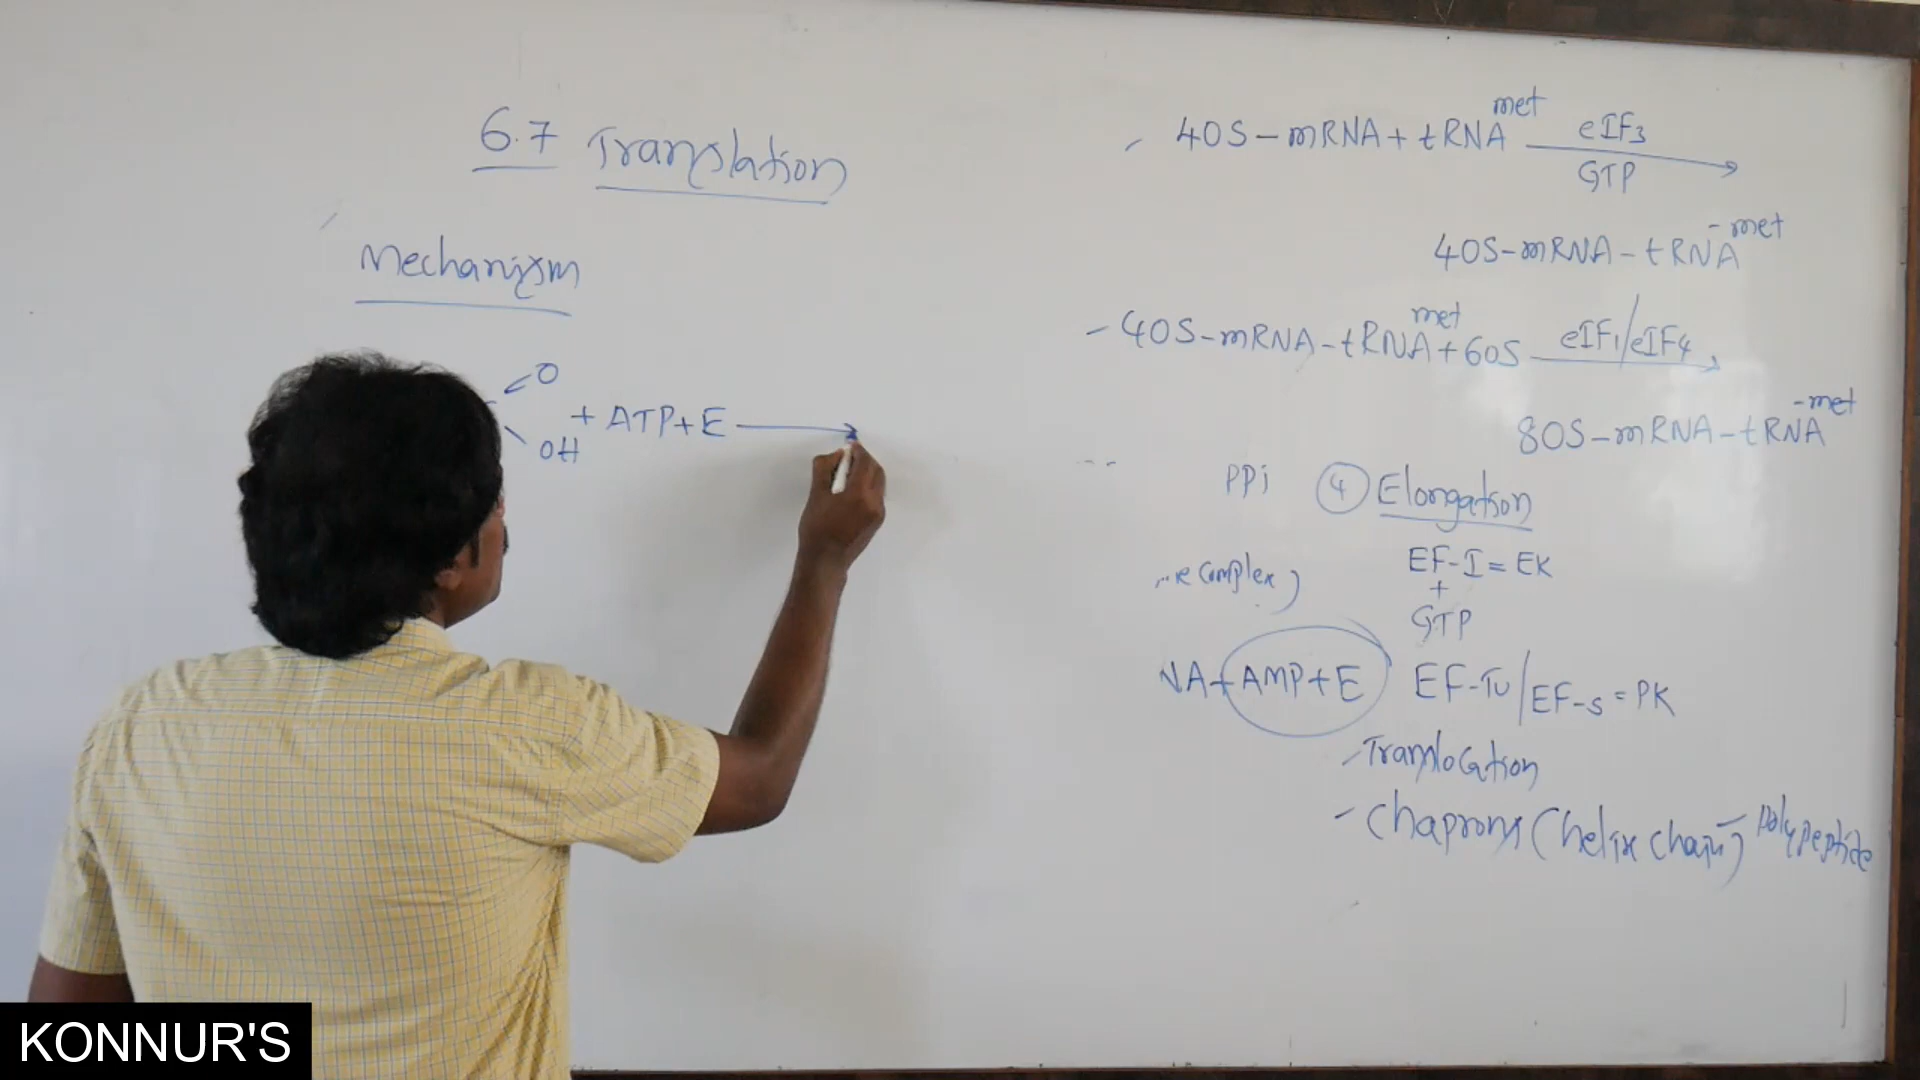 6.7 Translation
Mechanism
O
+ ATP+E ⟶
OH
met
40S-mRNA+tRNA eIF3
GTP
40S-mRNA-tRNA-met
met
-40S-mRNA-tRNA+60S eIF1/eIF4
80S-mRNA-tRNA-met
PPi
4 Elongation
EF-I=EK
+
GTP
complex)
NA+AMP+E
EF-Tu/EF-s=PK
-Translocation
-chaprons (helix chain) polypeptide
KONNUR'S